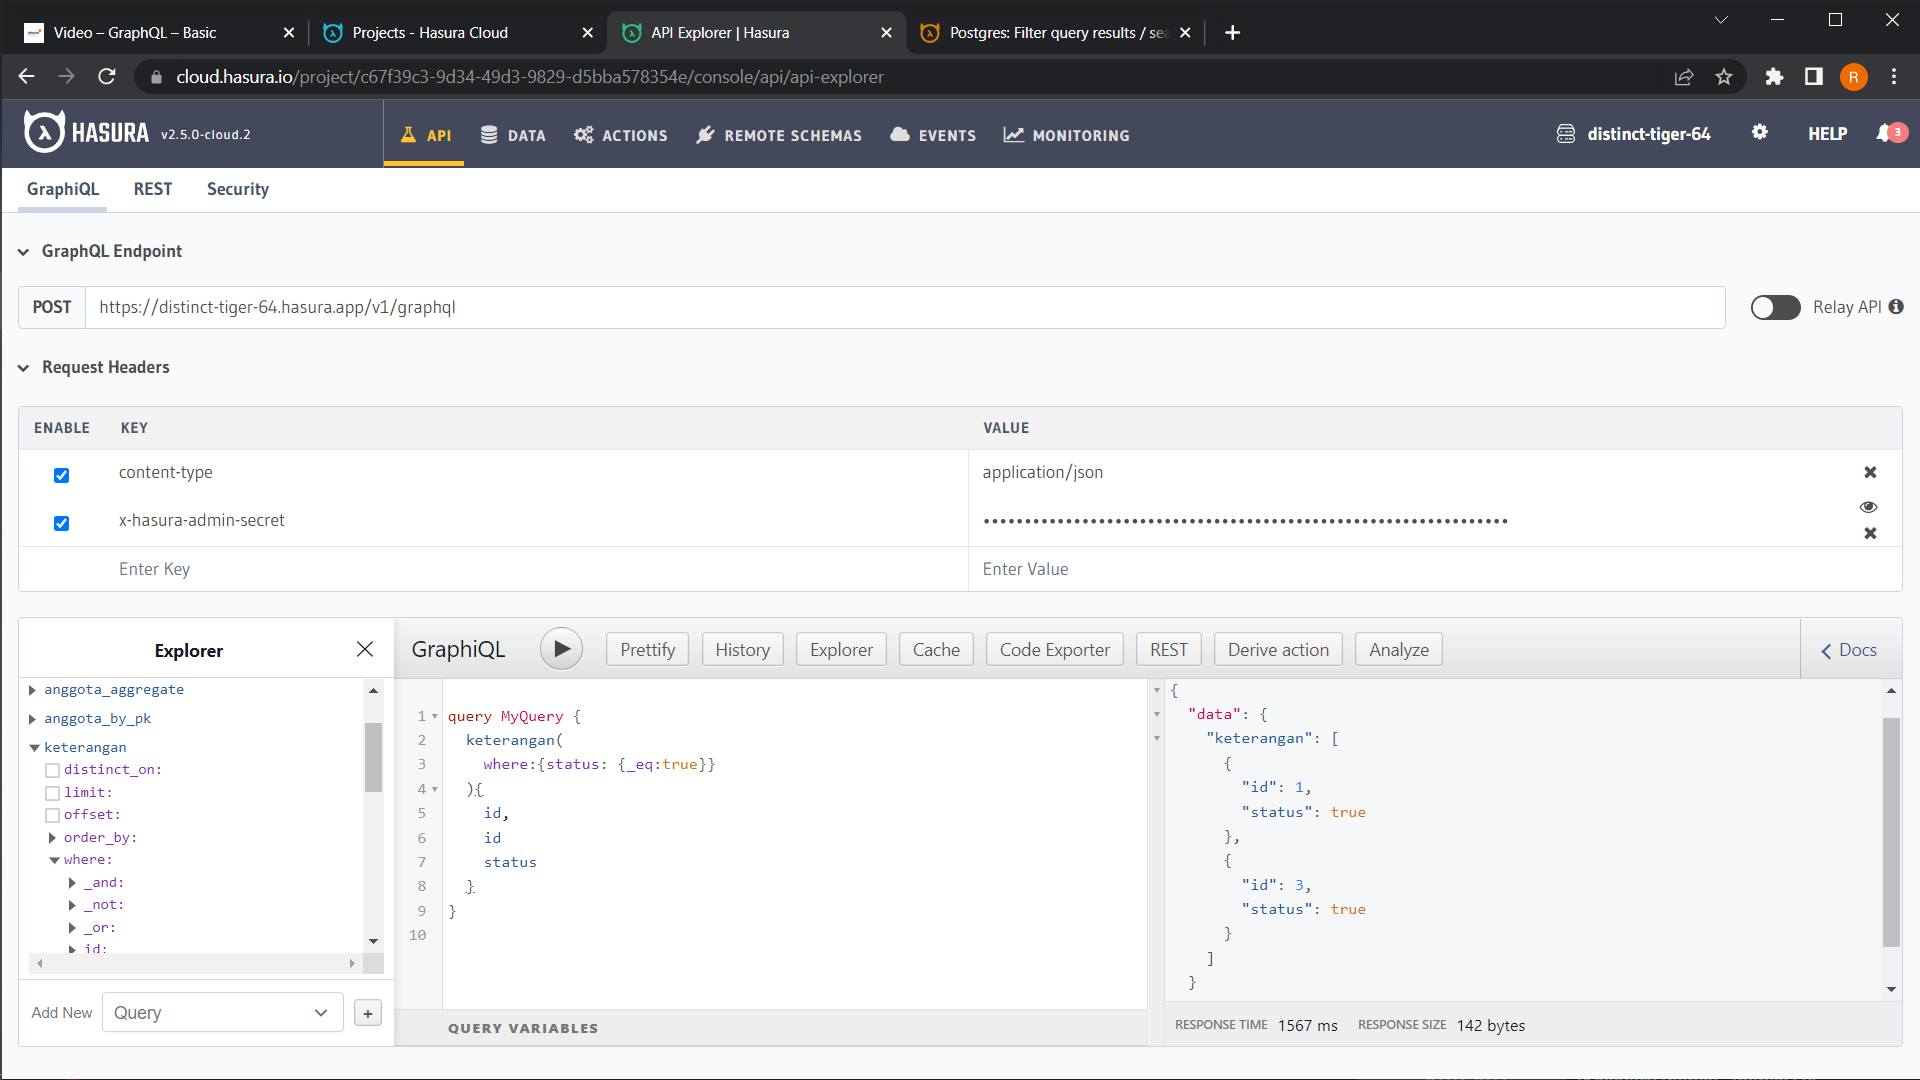 Video – GraphQL – Basic
Projects - Hasura Cloud
API Explorer | Hasura
Postgres: Filter query results / sea
cloud.hasura.io/project/c67f39c3-9d34-49d3-9829-d5bba578354e/console/api/api-explorer
R
HASURA v2.5.0-cloud.2
API
DATA
ACTIONS
REMOTE SCHEMAS
EVENTS
MONITORING
distinct-tiger-64
HELP
3
GraphiQL
REST
Security
GraphQL Endpoint
POST https://distinct-tiger-64.hasura.app/v1/graphql
Relay API
Request Headers
ENABLE KEY VALUE
content-type application/json
x-hasura-admin-secret ••••••••••••••••••••••••••••••••••••••••••••••••••••••••••••••••
Enter Key Enter Value
Explorer
GraphiQL
Prettify
History
Explorer
Cache
Code Exporter
REST
Derive action
Analyze
Docs
anggota_aggregate
anggota_by_pk
keterangan
distinct_on:
limit:
offset:
order_by:
where:
_and:
_not:
_or:
id:
Add New Query +
1 query MyQuery {
2 keterangan(
3 where:{status: {_eq:true}}
4 ){
5 id,
6 id
7 status
8 }
9 }
10
QUERY VARIABLES
{
"data": {
"keterangan": [
{
"id": 1,
"status": true
},
{
"id": 3,
"status": true
}
]
}
RESPONSE TIME 1567 ms RESPONSE SIZE 142 bytes